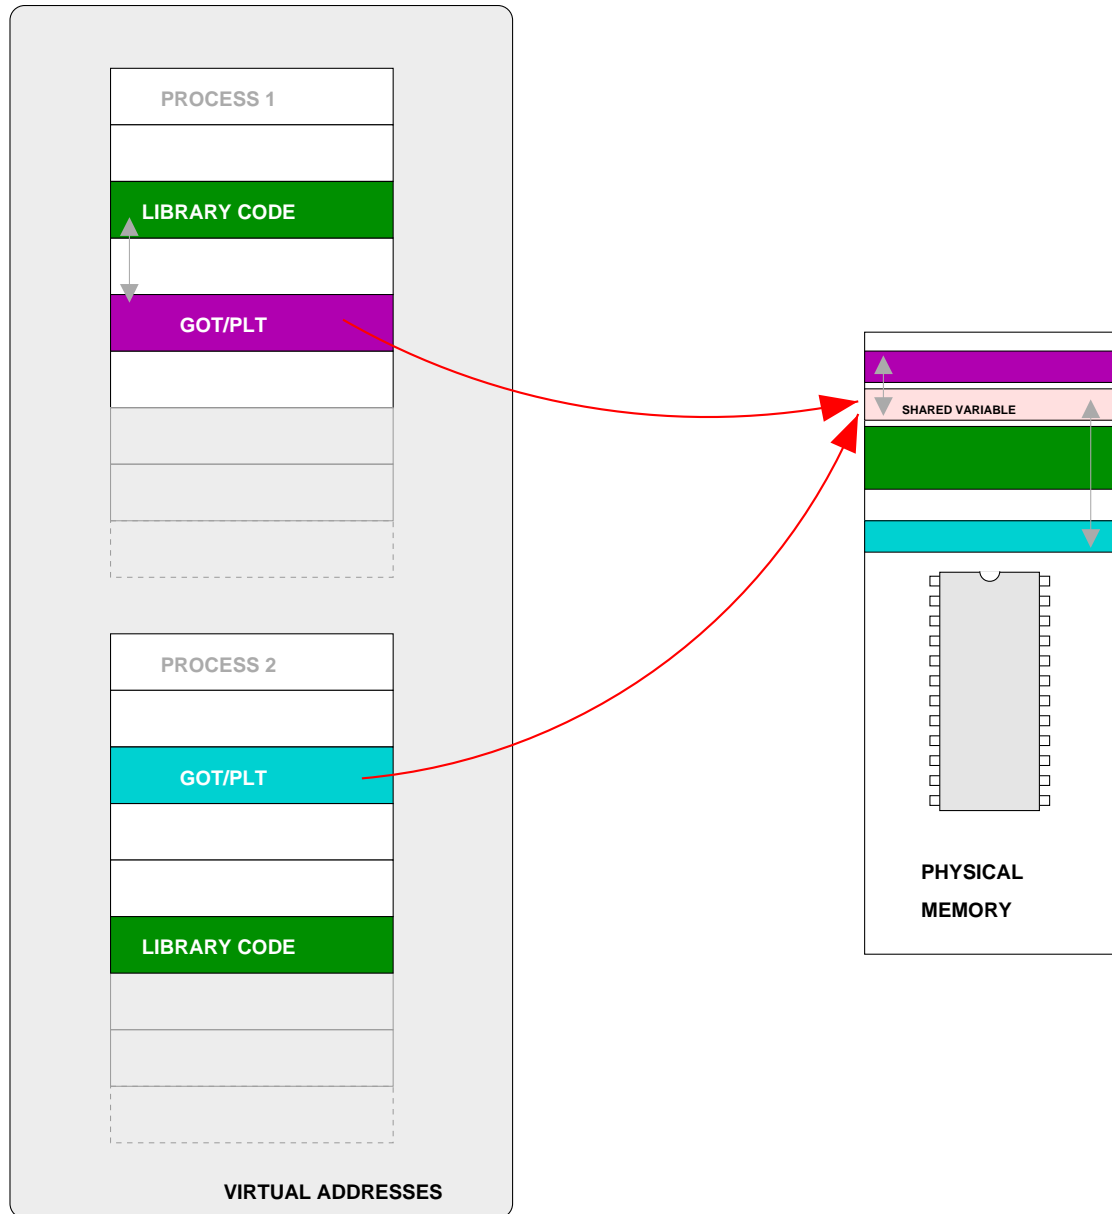 PROCESS 1
LIBRARY CODE
GOT/PLT
SHARED VARIABLE
PROCESS 2
GOT/PLT
LIBRARY CODE
PHYSICAL
MEMORY
VIRTUAL ADDRESSES